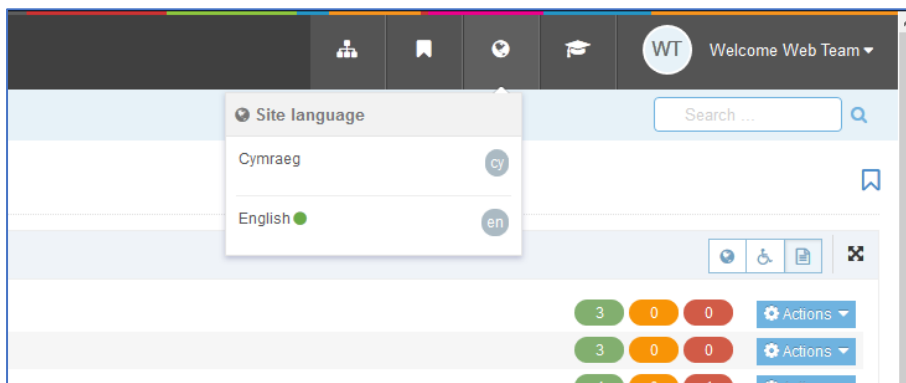 WT Welcome Web Team
Site language
Search ...
Cymraeg cy
English en
3 0 0 Actions
3 0 0 Actions